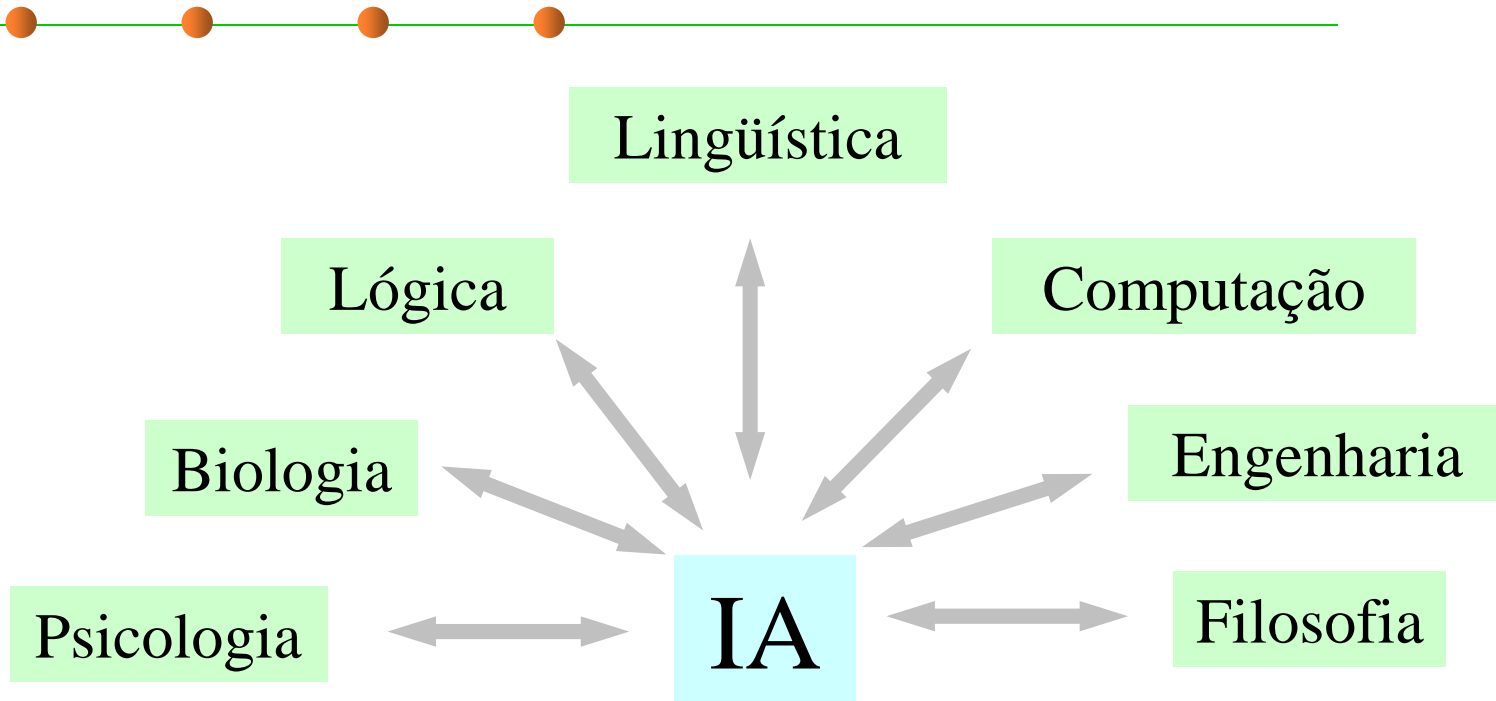 Lingüística
Lógica
Computação
Biologia
Engenharia
Psicologia
IA
Filosofia